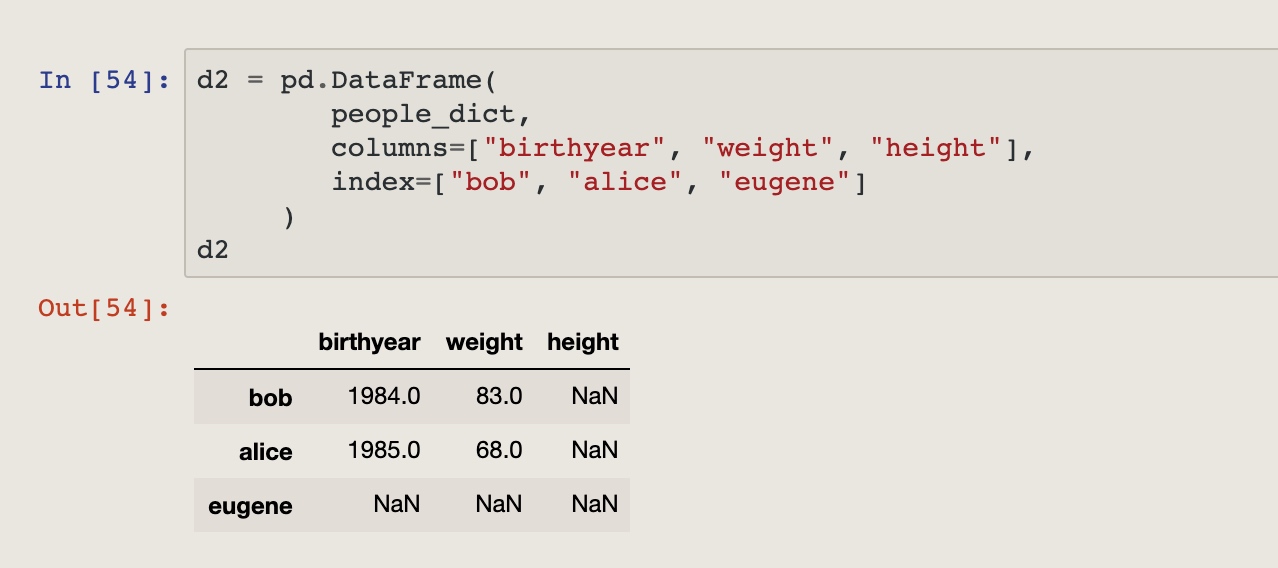 In [54]: d2 = pd.DataFrame(
people_dict,
columns=["birthyear", "weight", "height"],
index=["bob", "alice", "eugene"]
)
d2
Out[54]:
birthyear weight height
bob 1984.0 83.0 NaN
alice 1985.0 68.0 NaN
eugene NaN NaN NaN